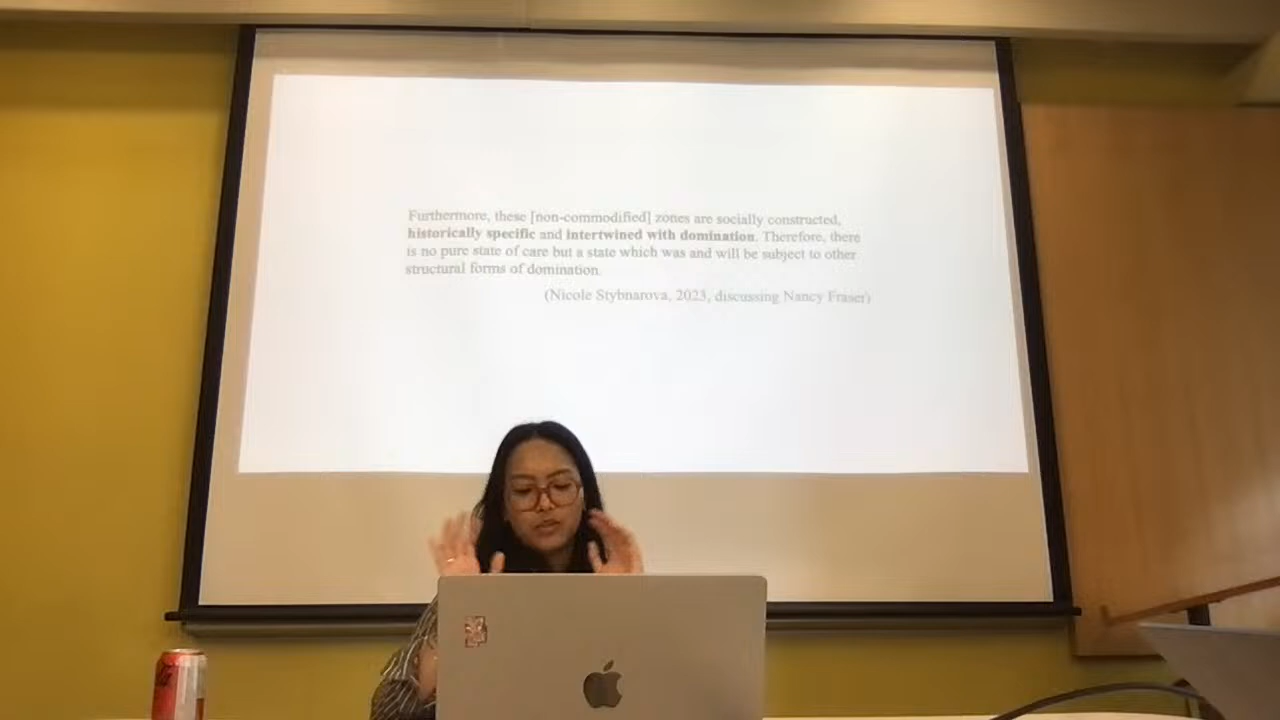 Furthermore, these [non-commodified] zones are socially constructed,
historically specific and intertwined with domination. Therefore, there
is no pure state of care but a state which was and will be subject to other
structural forms of domination.
(Nicole Stybnarova, 2023, discussing Nancy Fraser)